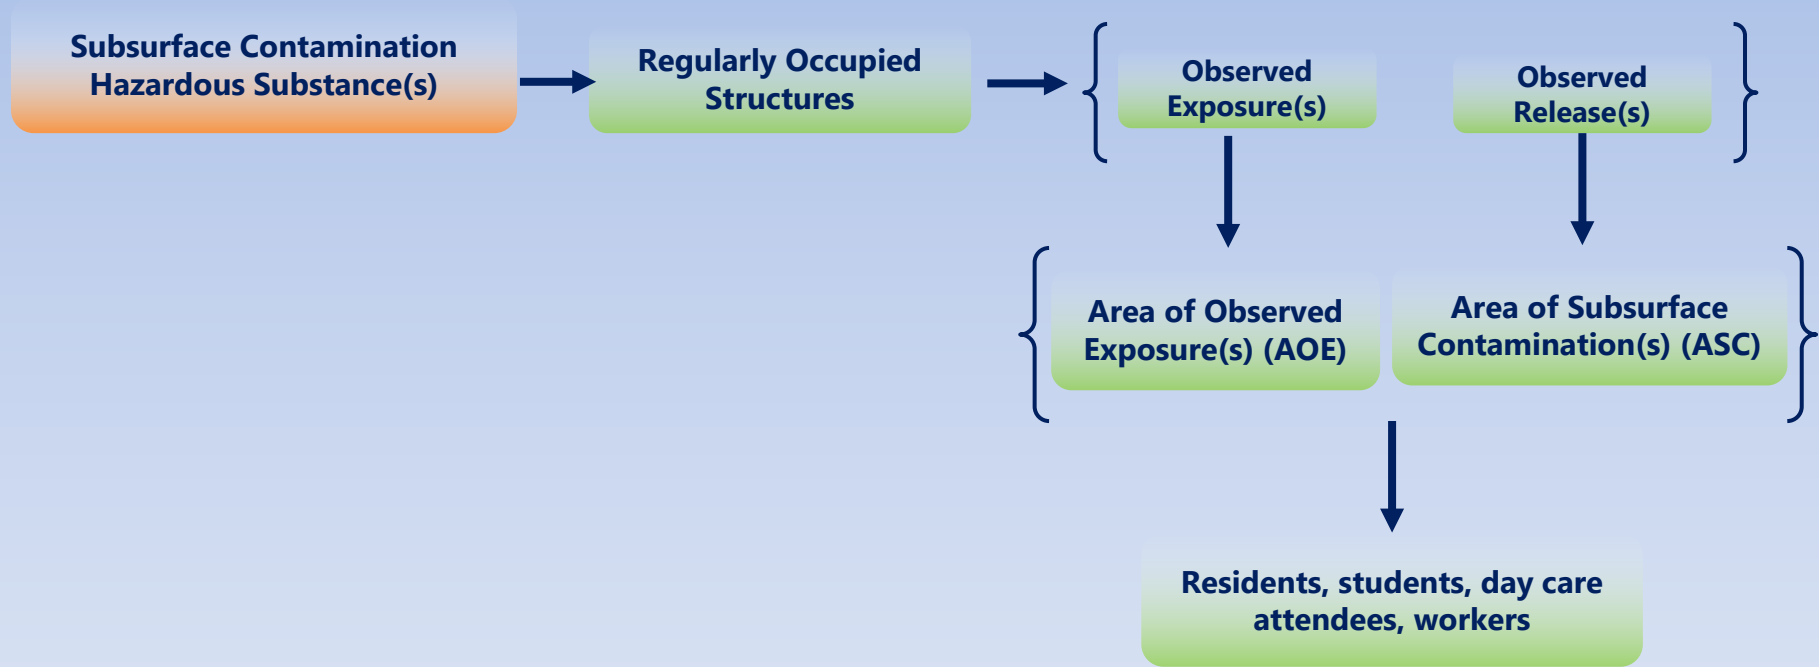 Subsurface Contamination
Hazardous Substance(s)
Regularly Occupied
Structures
Observed
Exposure(s)
Observed
Release(s)
Area of Observed
Exposure(s) (AOE)
Area of Subsurface
Contamination(s) (ASC)
Residents, students, day care
attendees, workers